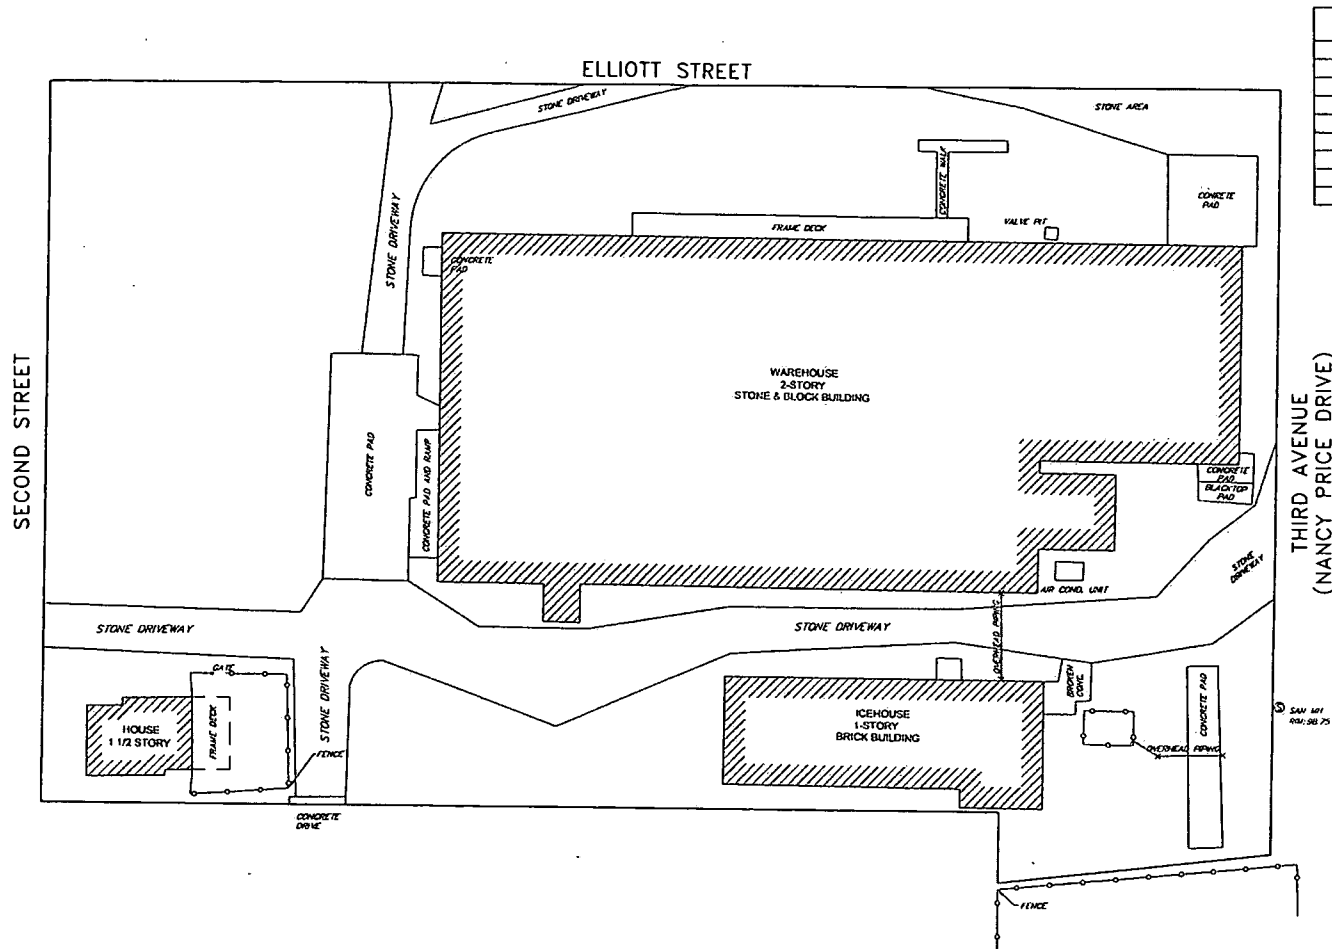 ELLIOTT STREET
STONE DRIVEWAY
STONE AREA
CONCRETE WALK
CONRETE
PAD
STONE DRIVEWAY
FRAME DECK
VALVE PIT
CONCRETE
PAD
SECOND STREET
WAREHOUSE
2-STORY
STONE & BLOCK BUILDING
THIRD AVENUE
(NANCY PRICE DRIVE)
CONCRETE PAD
CONCRETE PAD AND RAMP
CONCRETE
PAD
BLACKTOP
PAD
STONE
DRIVEWAY
AIR COND. UNIT
OVERHEAD PIPING
STONE DRIVEWAY
STONE DRIVEWAY
GATE
STONE DRIVEWAY
BROKEN
CONC.
CONCRETE PAD
HOUSE
1 1/2 STORY
FRAME DECK
ICEHOUSE
1-STORY
BRICK BUILDING
SAN MH
RIM: 98.75
OVERHEAD PIPING
FENCE
CONCRETE
DRIVE
FENCE